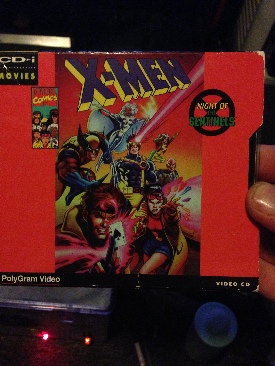 CD-i
MOVIES
X-MEN
COMICS
NIGHT OF
THE
SENTINELS
PolyGram Video
VIDEO CD